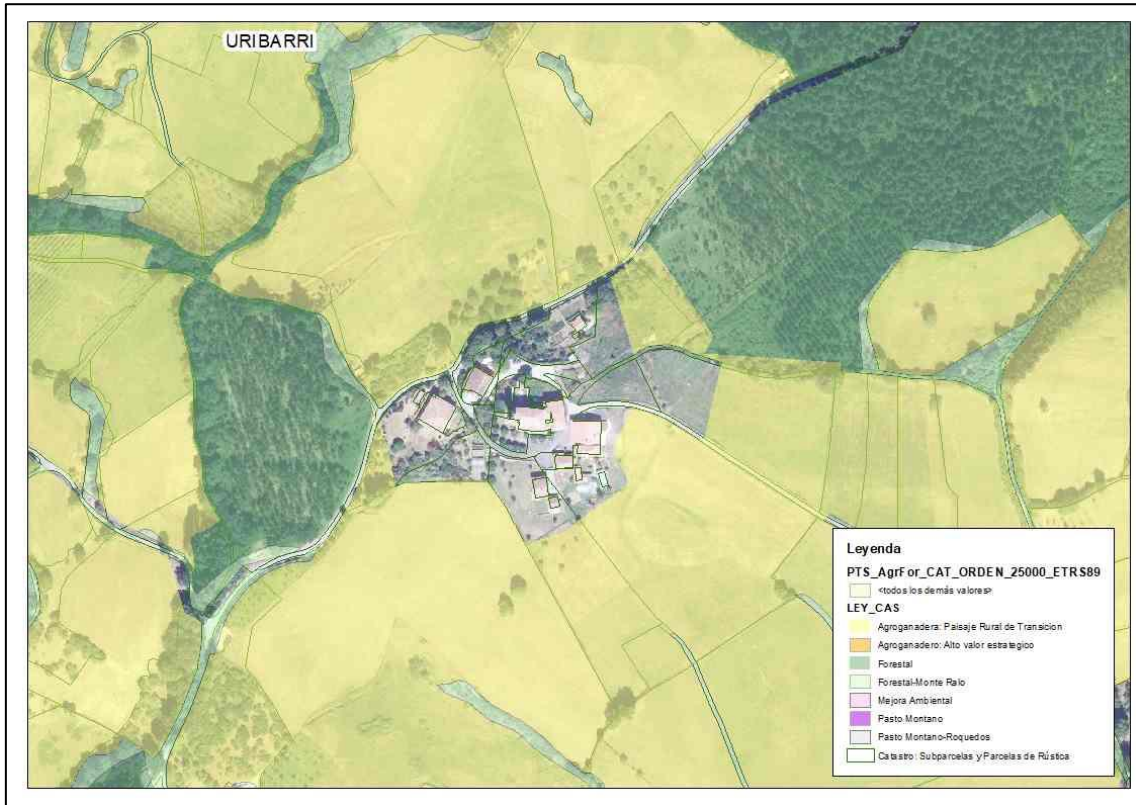 URIBARRI
Leyenda
PTS_AgrFor_CAT_ORDEN_25000_ETRS89
<todos los demás valores>
LEY_CAS
Agroganadera: Paisaje Rural de Transicion
Agroganadero: Alto valor estrategico
Forestal
Forestal-Monte Ralo
Mejora Ambiental
Pasto Montano
Pasto Montano-Roquedos
Catastro: Subparcelas y Parcelas de Rústica